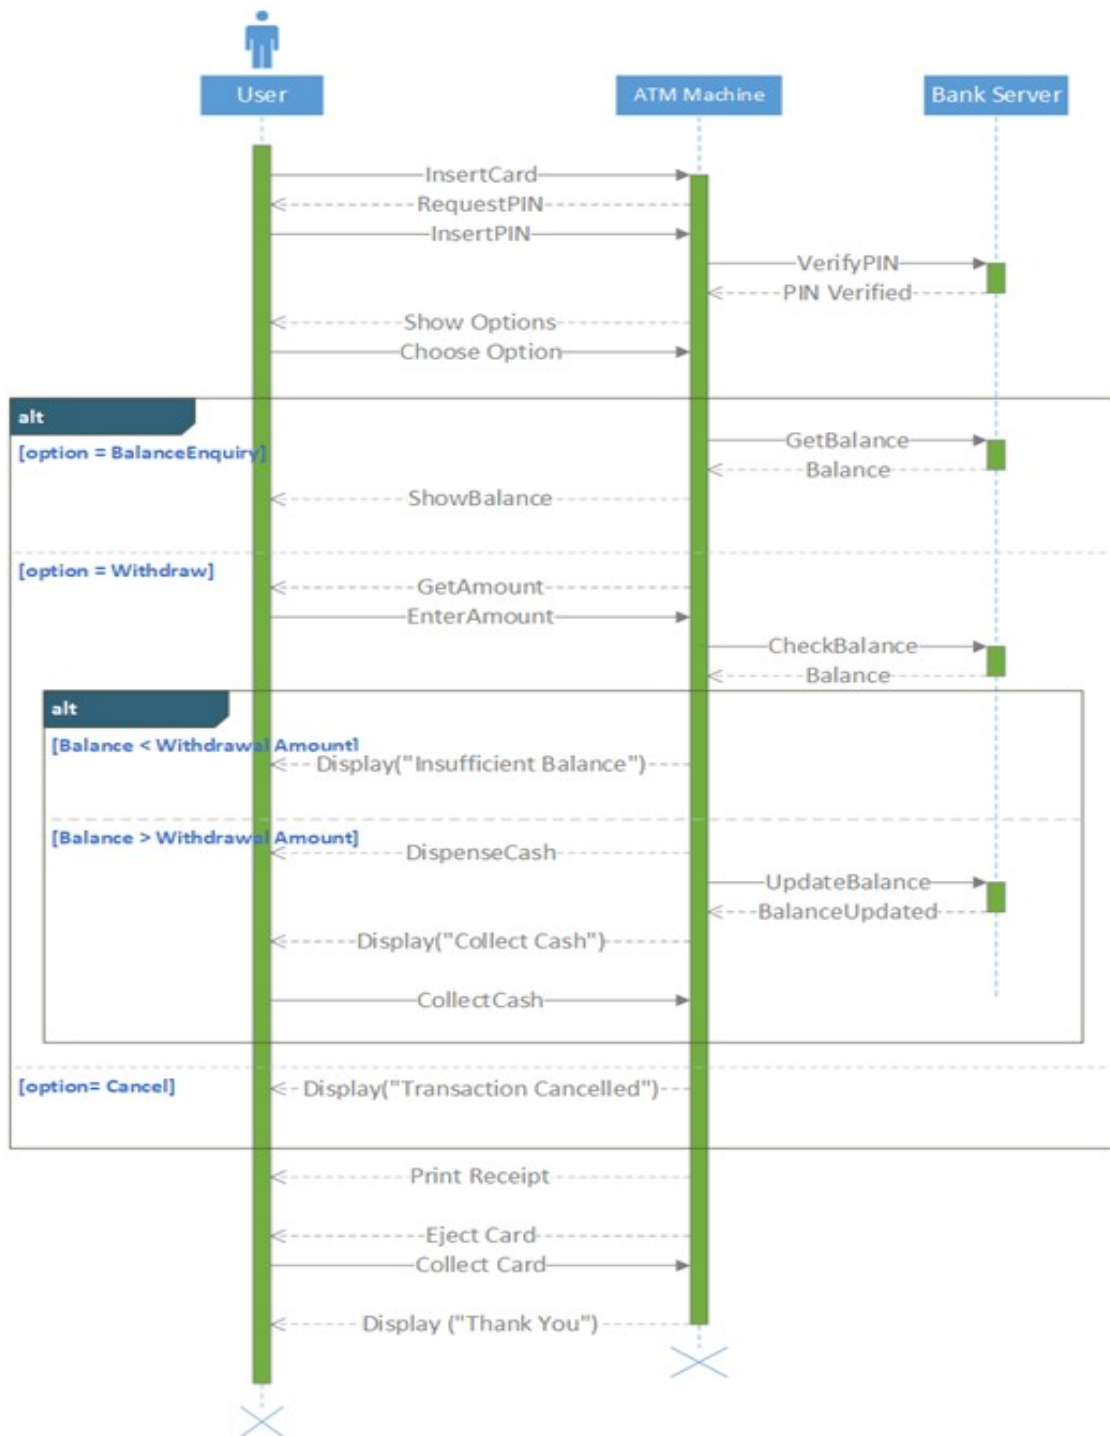 User
ATM Machine
Bank Server
InsertCard
RequestPIN
InsertPIN
VerifyPIN
PIN Verified
Show Options
Choose Option
alt
[option = BalanceEnquiry]
GetBalance
Balance
ShowBalance
[option = Withdraw]
GetAmount
EnterAmount
CheckBalance
Balance
alt
[Balance < Withdrawal Amount]
Display("Insufficient Balance")
[Balance > Withdrawal Amount]
DispenseCash
UpdateBalance
BalanceUpdated
Display("Collect Cash")
CollectCash
[option= Cancel]
Display("Transaction Cancelled")
Print Receipt
Eject Card
Collect Card
Display ("Thank You")